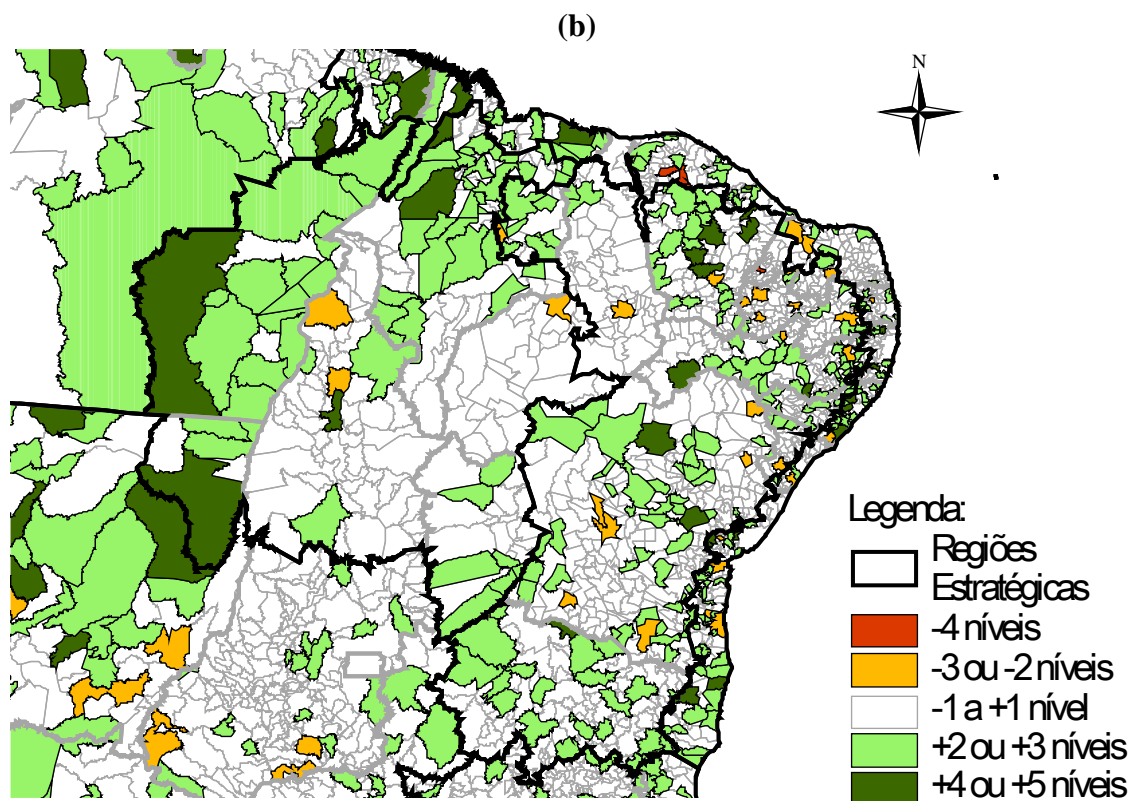 (b)
N
Legenda:
Regiões
Estratégicas
-4 níveis
-3 ou -2 níveis
-1 a +1 nível
+2 ou +3 níveis
+4 ou +5 níveis